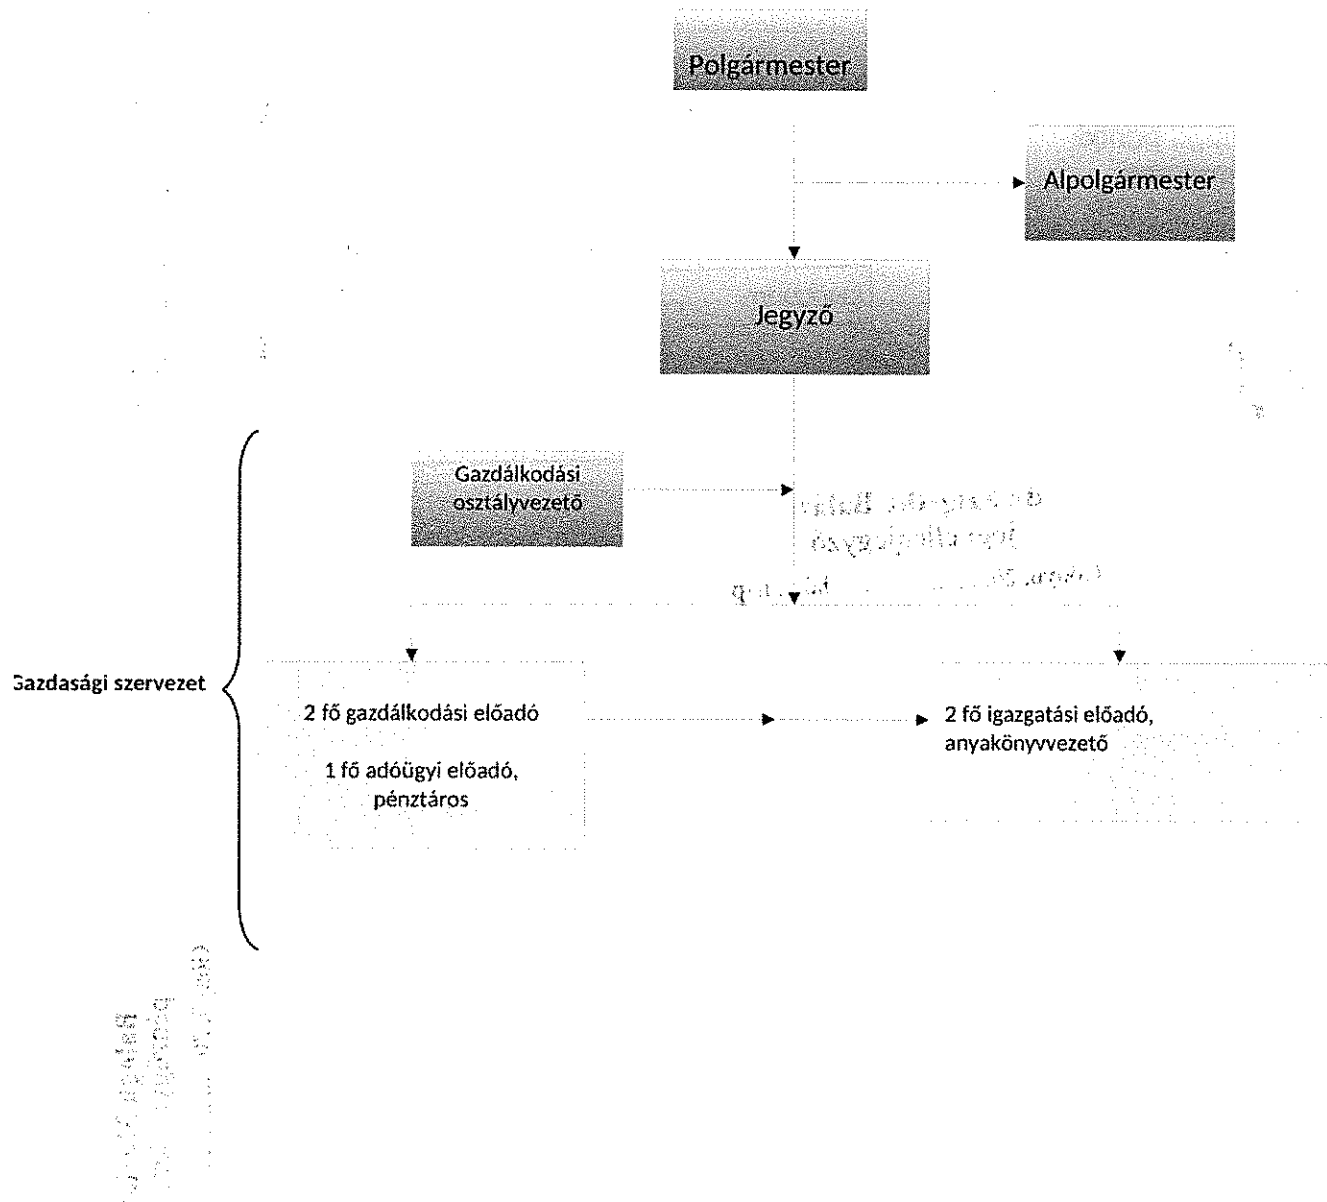 Polgármester
Alpolgármester
Jegyző
Gazdálkodási
osztályvezető
Gazdasági szervezet
2 fő gazdálkodási előadó
1 fő adóügyi előadó,
pénztáros
2 fő igazgatási előadó,
anyakönyvvezető